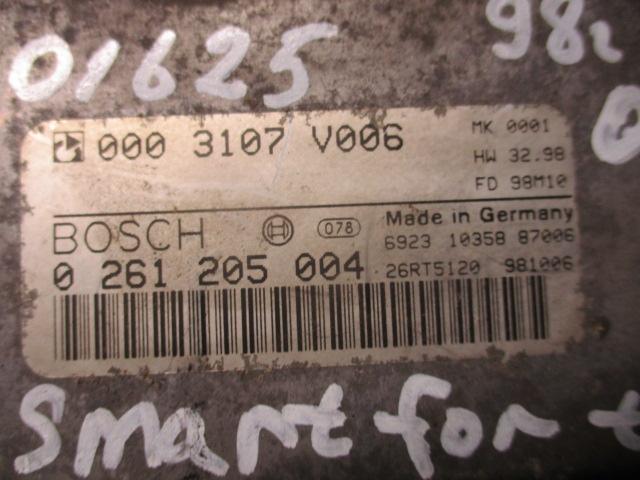 01625 98
000 3107 V006
MK 0001
HW 32.98
FD 98M10
BOSCH 078 Made in Germany
6923 10358 87006
0 261 205 004 26RT5120 981006
Smart for t